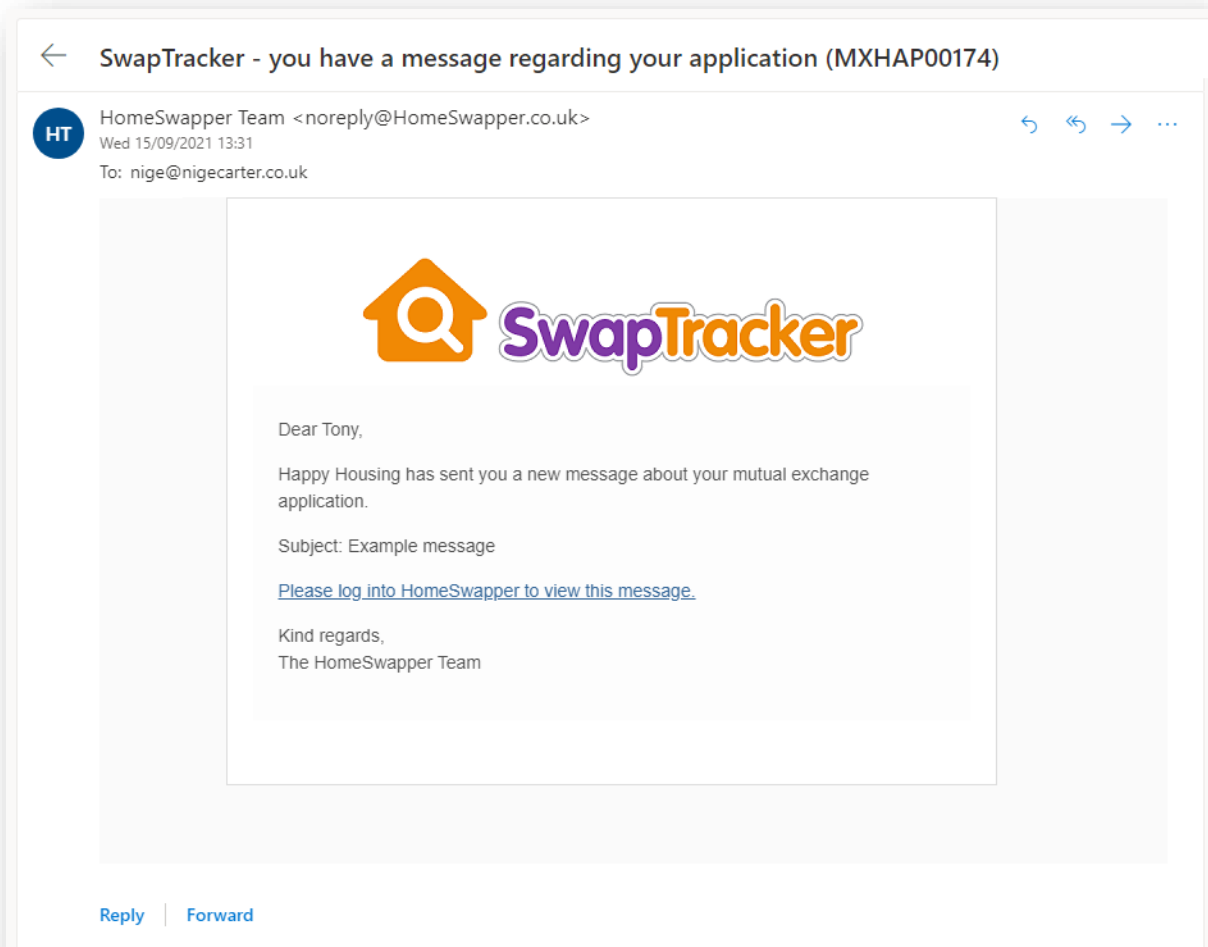 SwapTracker - you have a message regarding your application (MXHAP00174)
HT
HomeSwapper Team <noreply@HomeSwapper.co.uk>
Wed 15/09/2021 13:31
To: nige@nigecarter.co.uk
SwapTracker
Dear Tony,
Happy Housing has sent you a new message about your mutual exchange
application.
Subject: Example message
Please log into HomeSwapper to view this message.
Kind regards,
The HomeSwapper Team
Reply
Forward